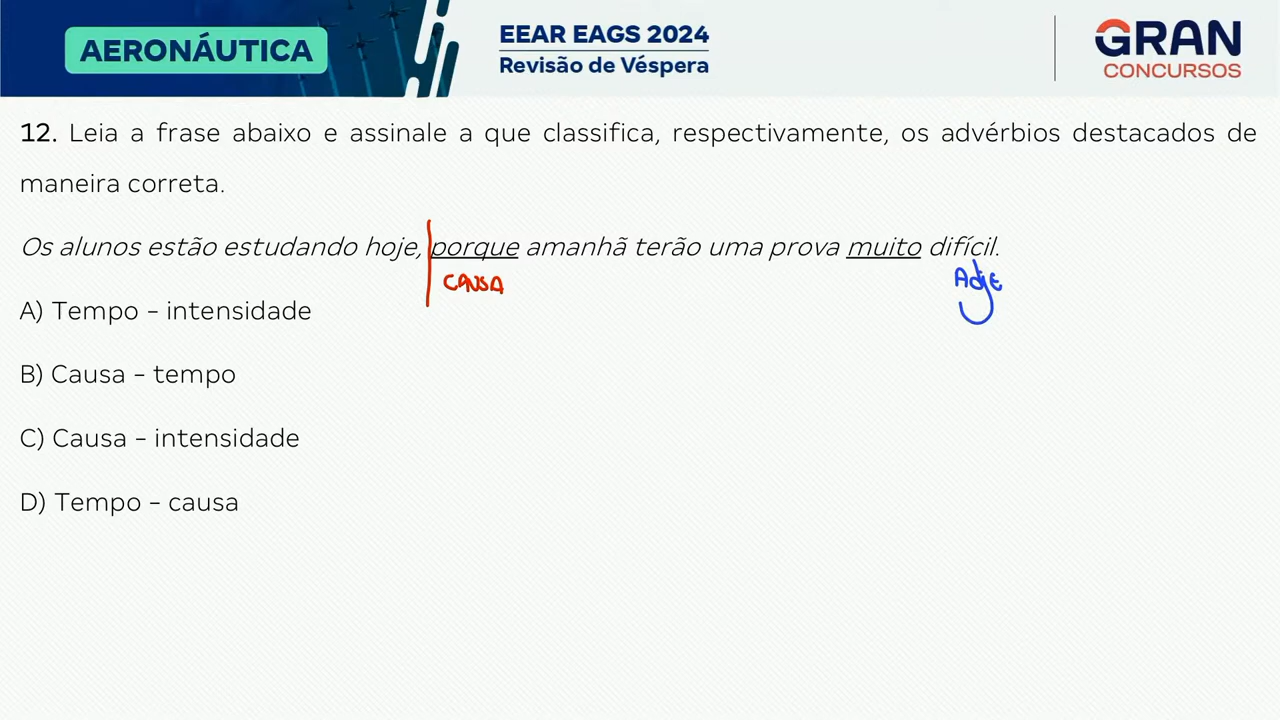 AERONÁUTICA
EEAR EAGS 2024
Revisão de Véspera
GRAN
CONCURSOS
12. Leia a frase abaixo e assinale a que classifica, respectivamente, os advérbios destacados de
maneira correta.
Os alunos estão estudando hoje, porque amanhã terão uma prova muito difícil.
CAUSA
Adje
A) Tempo – intensidade
B) Causa – tempo
C) Causa – intensidade
D) Tempo – causa